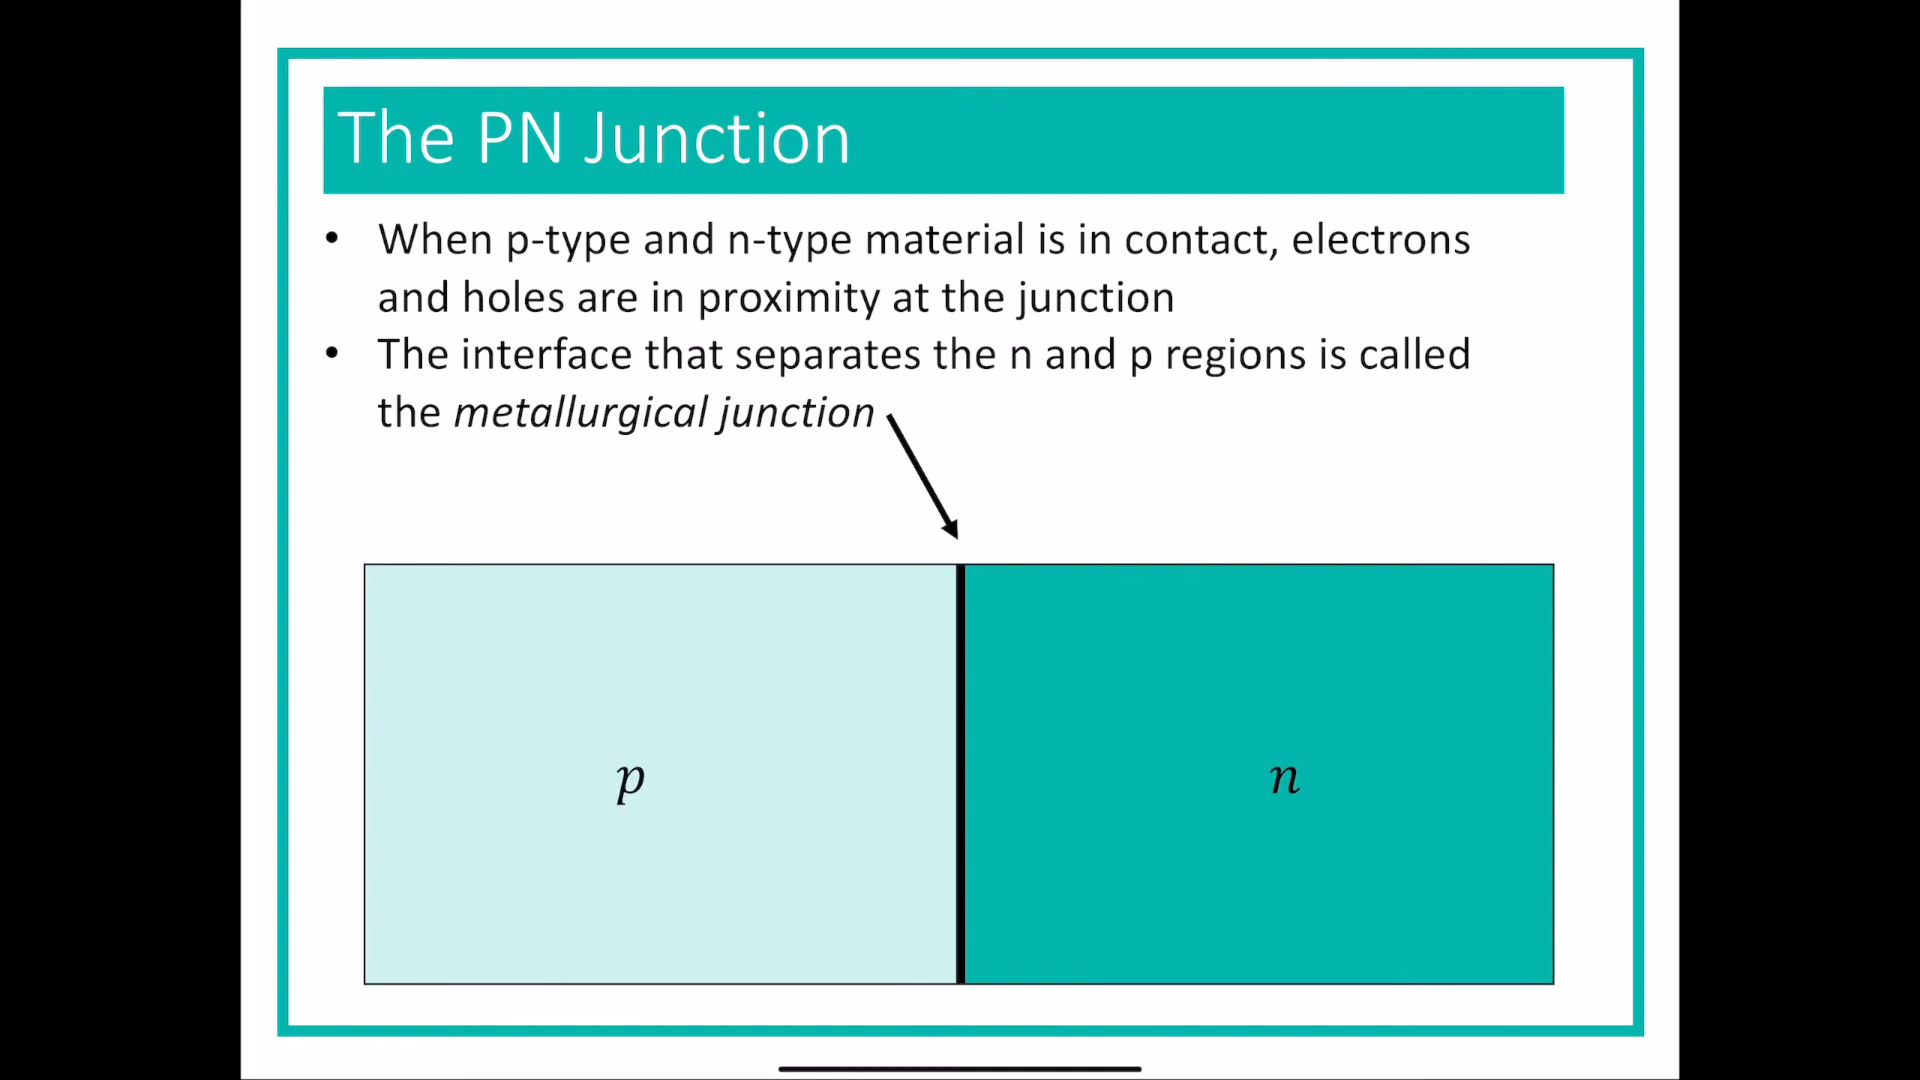 The PN Junction
• When p-type and n-type material is in contact, electrons
and holes are in proximity at the junction
• The interface that separates the n and p regions is called
the metallurgical junction
p
n